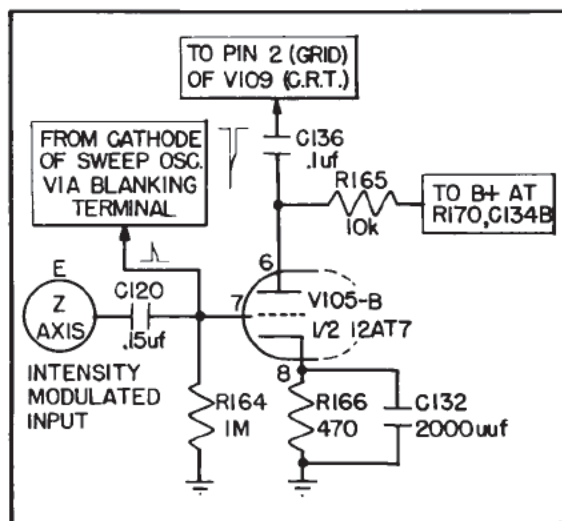 TO PIN 2 (GRID)
OF V109 (C.R.T.)
FROM CATHODE
OF SWEEP OSC.
VIA BLANKING
TERMINAL
C136
.1uf
R165
10k
TO B+ AT
R170, C134B
E
Z
AXIS
C120
.15uf
INTENSITY
MODULATED
INPUT
6
7
V105-B
1/2 12AT7
8
R164
1M
R166
470
C132
2000uuf